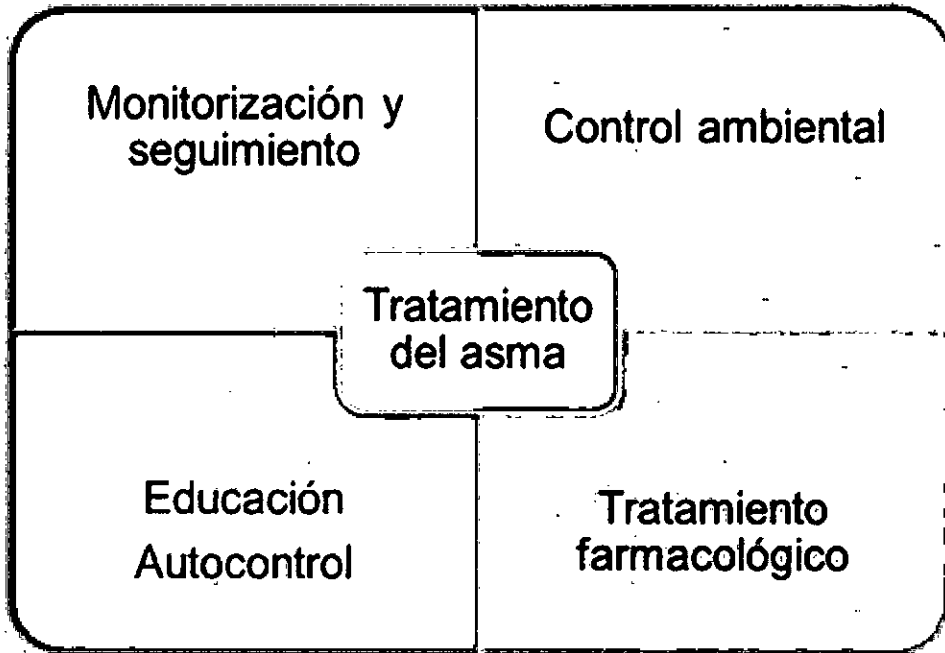 Monitorización y
seguimiento
Control ambiental
Tratamiento
del asma
Educación
Autocontrol
Tratamiento
farmacológico